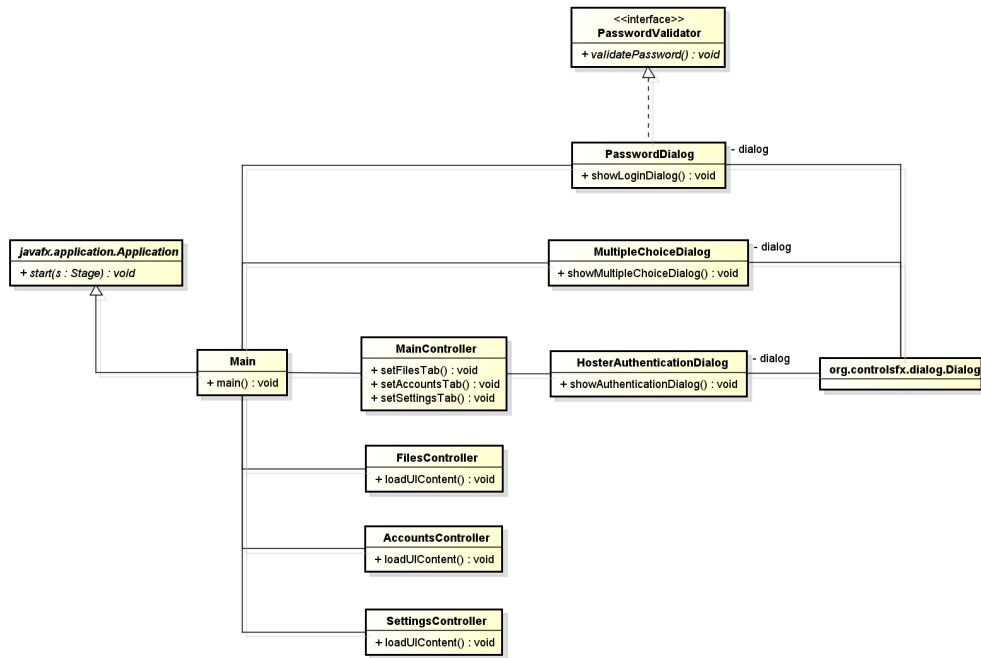 <<interface>>
PasswordValidator
+ validatePassword() : void
PasswordDialog
- dialog
+ showLoginDialog() : void
javafx.application.Application
+ start(s : Stage) : void
MultipleChoiceDialog
- dialog
+ showMultipleChoiceDialog() : void
Main
+ main() : void
MainController
+ setFilesTab() : void
+ setAccountsTab() : void
+ setSettingsTab() : void
HosterAuthenticationDialog
- dialog
+ showAuthenticationDialog() : void
org.controlsfx.dialog.Dialog
FilesController
+ loadUIContent() : void
AccountsController
+ loadUIContent() : void
SettingsController
+ loadUIContent() : void